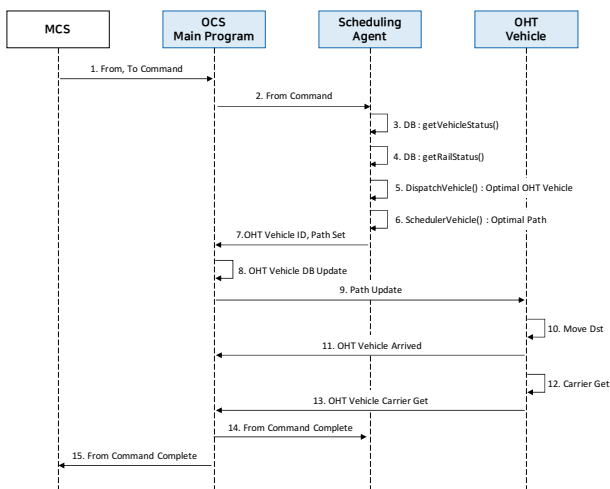 MCS
OCS
Main Program
Scheduling
Agent
OHT
Vehicle
1. From, To Command
2. From Command
3. DB : getVehicleStatus()
4. DB : getRailStatus()
5. DispatchVehicle() : Optimal OHT Vehicle
6. SchedulerVehicle() : Optimal Path
7.OHT Vehicle ID, Path Set
8. OHT Vehicle DB Update
9. Path Update
10. Move Dst
11. OHT Vehicle Arrived
12. Carrier Get
13. OHT Vehicle Carrier Get
14. From Command Complete
15. From Command Complete